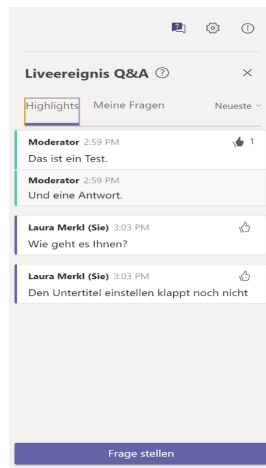 Liveereignis Q&A
Highlights Meine Fragen Neueste
Moderator 2:59 PM 1
Das ist ein Test.
Moderator 2:59 PM
Und eine Antwort.
Laura Merkl (Sie) 3:03 PM
Wie geht es Ihnen?
Laura Merkl (Sie) 3:03 PM
Den Untertitel einstellen klappt noch nicht
Frage stellen